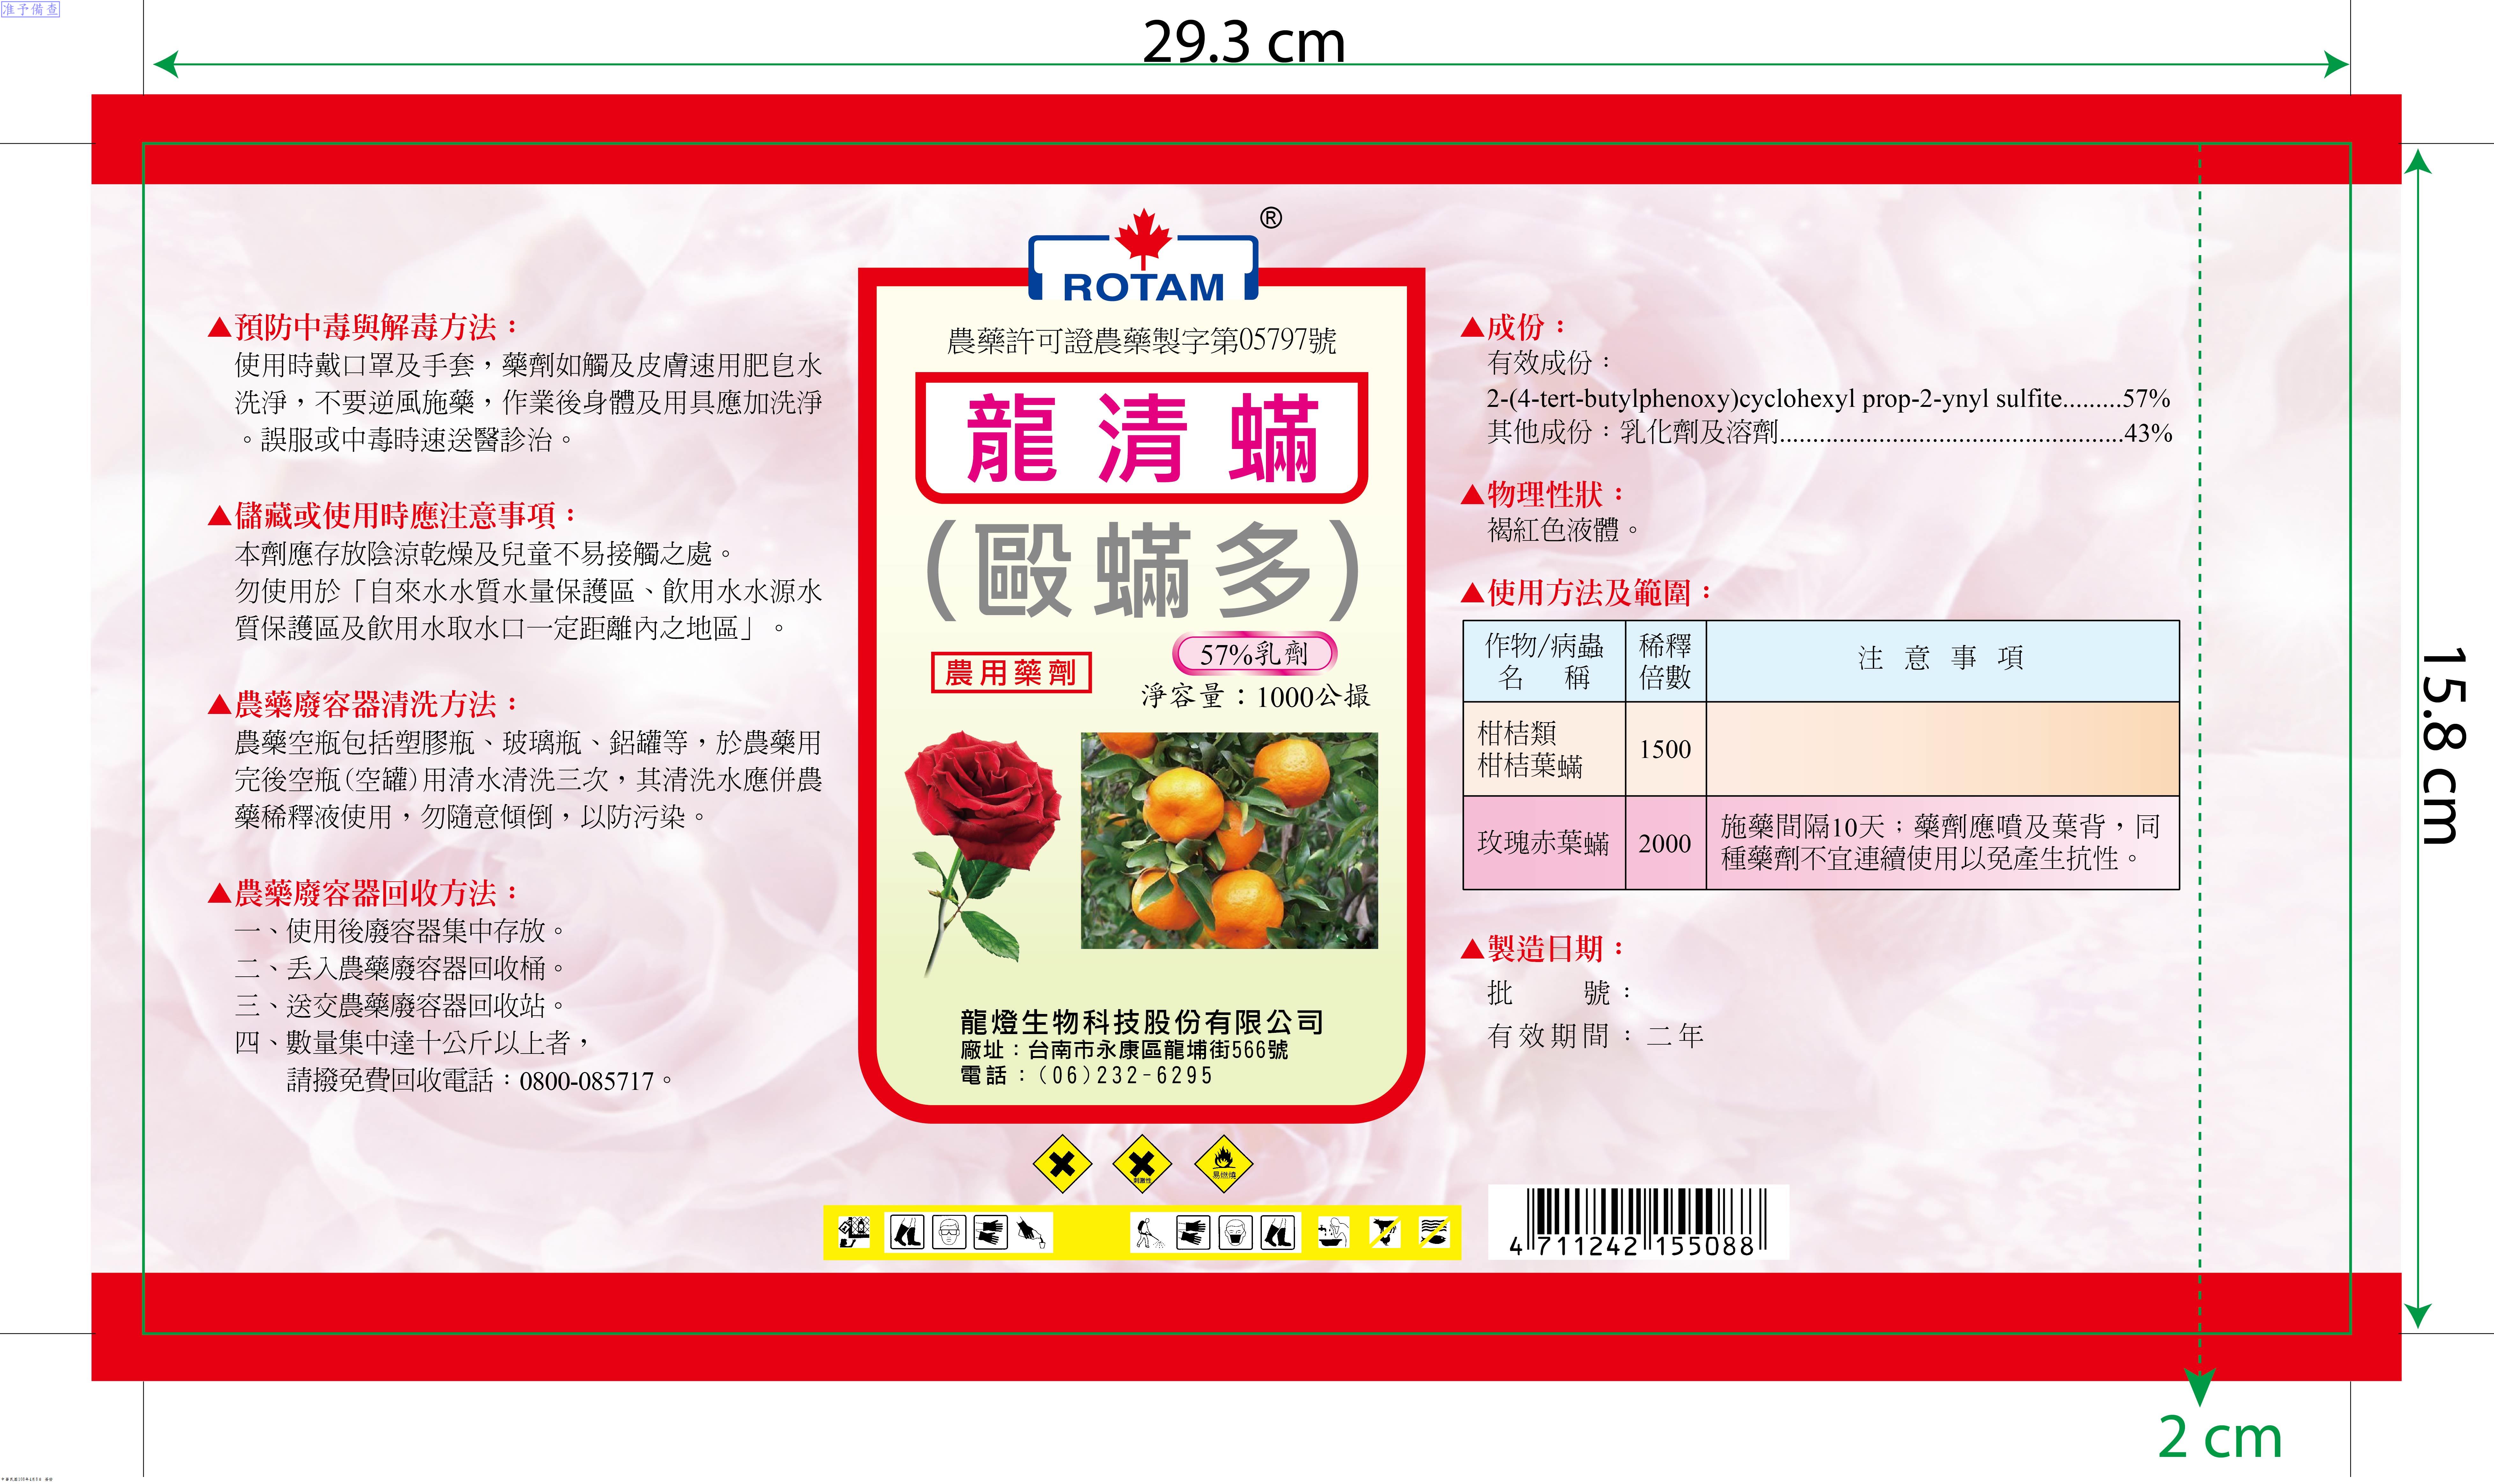 准予備查
29.3 cm
▲預防中毒與解毒方法：
使用時戴口罩及手套，藥劑如觸及皮膚速用肥皂水
洗淨，不要逆風施藥，作業後身體及用具應加洗淨
。誤服或中毒時速送醫診治。
▲儲藏或使用時應注意事項：
本劑應存放陰涼乾燥及兒童不易接觸之處。
勿使用於「自來水水質水量保護區、飲用水水源水
質保護區及飲用水取水口一定距離內之地區」。
▲農藥廢容器清洗方法：
農藥空瓶包括塑膠瓶、玻璃瓶、鋁罐等，於農藥用
完後空瓶(空罐)用清水清洗三次，其清洗水應併農
藥稀釋液使用，勿隨意傾倒，以防污染。
▲農藥廢容器回收方法：
一、使用後廢容器集中存放。
二、丟入農藥廢容器回收桶。
三、送交農藥廢容器回收站。
四、數量集中達十公斤以上者，
請撥免費回收電話：0800-085717。
®
ROTAM
農藥許可證農藥製字第05797號
龍清蟎
(毆蟎多)
57%乳劑
農用藥劑
淨容量：1000公撮
龍燈生物科技股份有限公司
廠址：台南市永康區龍埔街566號
電話：(06)232-6295
刺激性
易燃燒
▲成份：
有效成份：
2-(4-tert-butylphenoxy)cyclohexyl prop-2-ynyl sulfite.........57%
其他成份：乳化劑及溶劑....................................................43%
▲物理性狀：
褐紅色液體。
▲使用方法及範圍：
作物/病蟲 稀釋 注意事項
名稱 倍數
柑桔類
柑桔葉蟎 1500
玫瑰赤葉蟎 2000 施藥間隔10天；藥劑應噴及葉背，同
種藥劑不宜連續使用以免產生抗性。
▲製造日期：
批號：
有效期間：二年
4 711242 155088
15.8 cm
2 cm